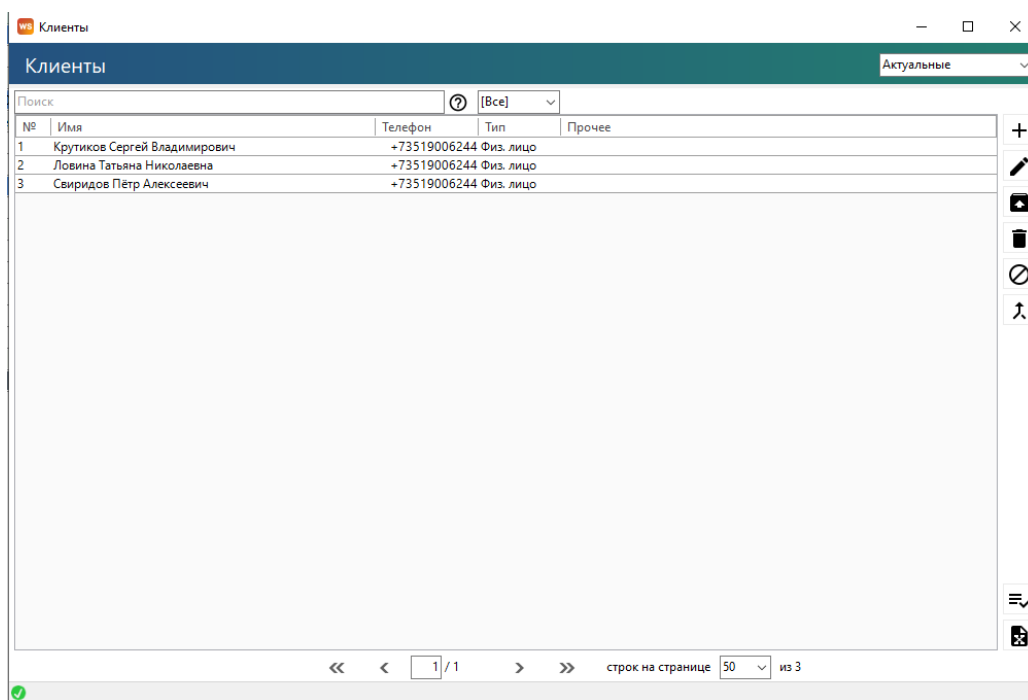 WS Клиенты
Клиенты Актуальные
Поиск [Все]
№ Имя Телефон Тип Прочее
1 Крутиков Сергей Владимирович +73519006244 Физ. лицо
2 Ловина Татьяна Николаевна +73519006244 Физ. лицо
3 Свиридов Пётр Алексеевич +73519006244 Физ. лицо
1 / 1 строк на странице 50 из 3